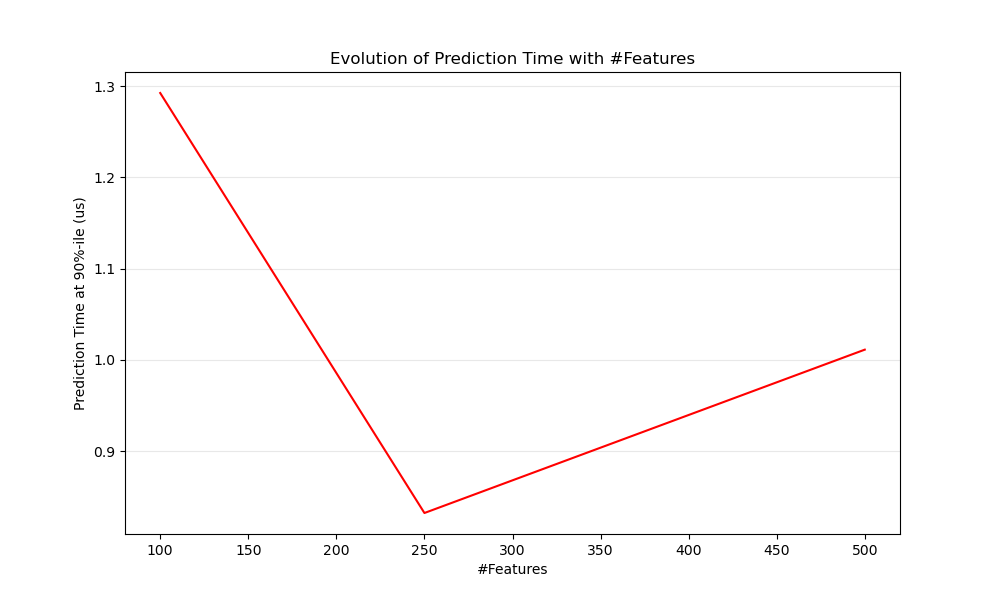 Evolution of Prediction Time with #Features
Prediction Time at 90%-ile (us)
1.3
1.2
1.1
1.0
0.9
100 150 200 250 300 350 400 450 500
#Features